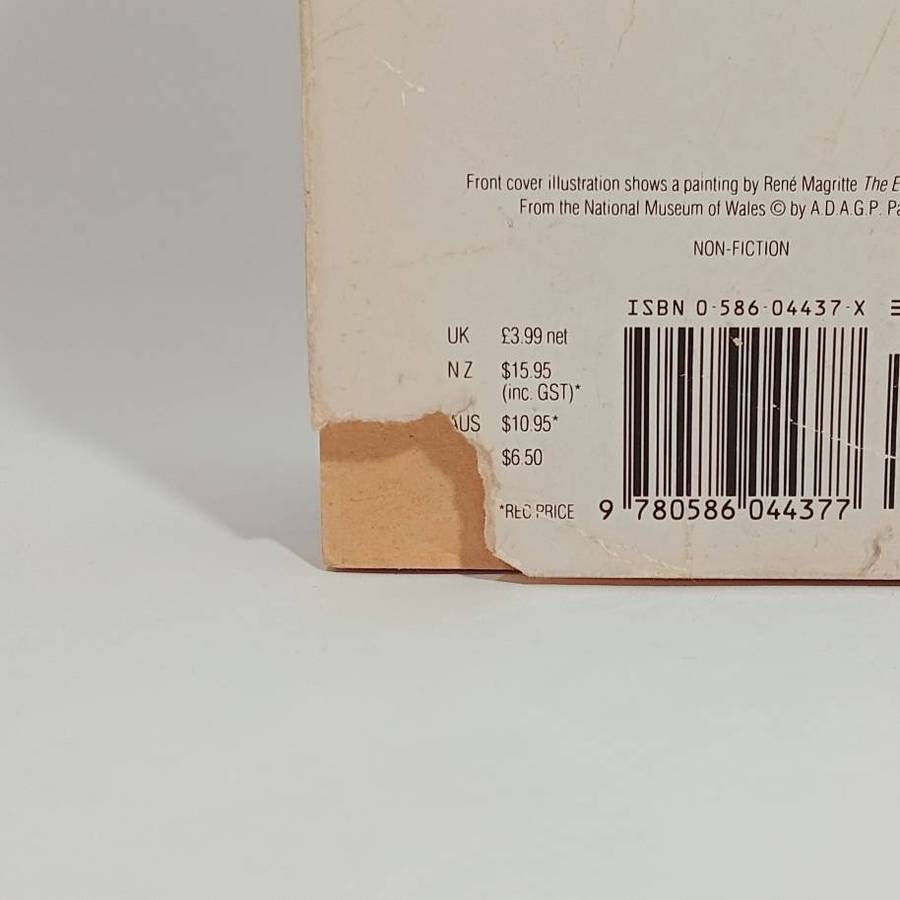 Front cover illustration shows a painting by René Magritte The
From the National Museum of Wales © by A.D.A.G.P.
NON-FICTION
ISBN 0-586-04437-X
UK £3.99 net
NZ $15.95
(inc. GST)*
AUS $10.95*
$6.50
*REC PRICE
9 780586 044377